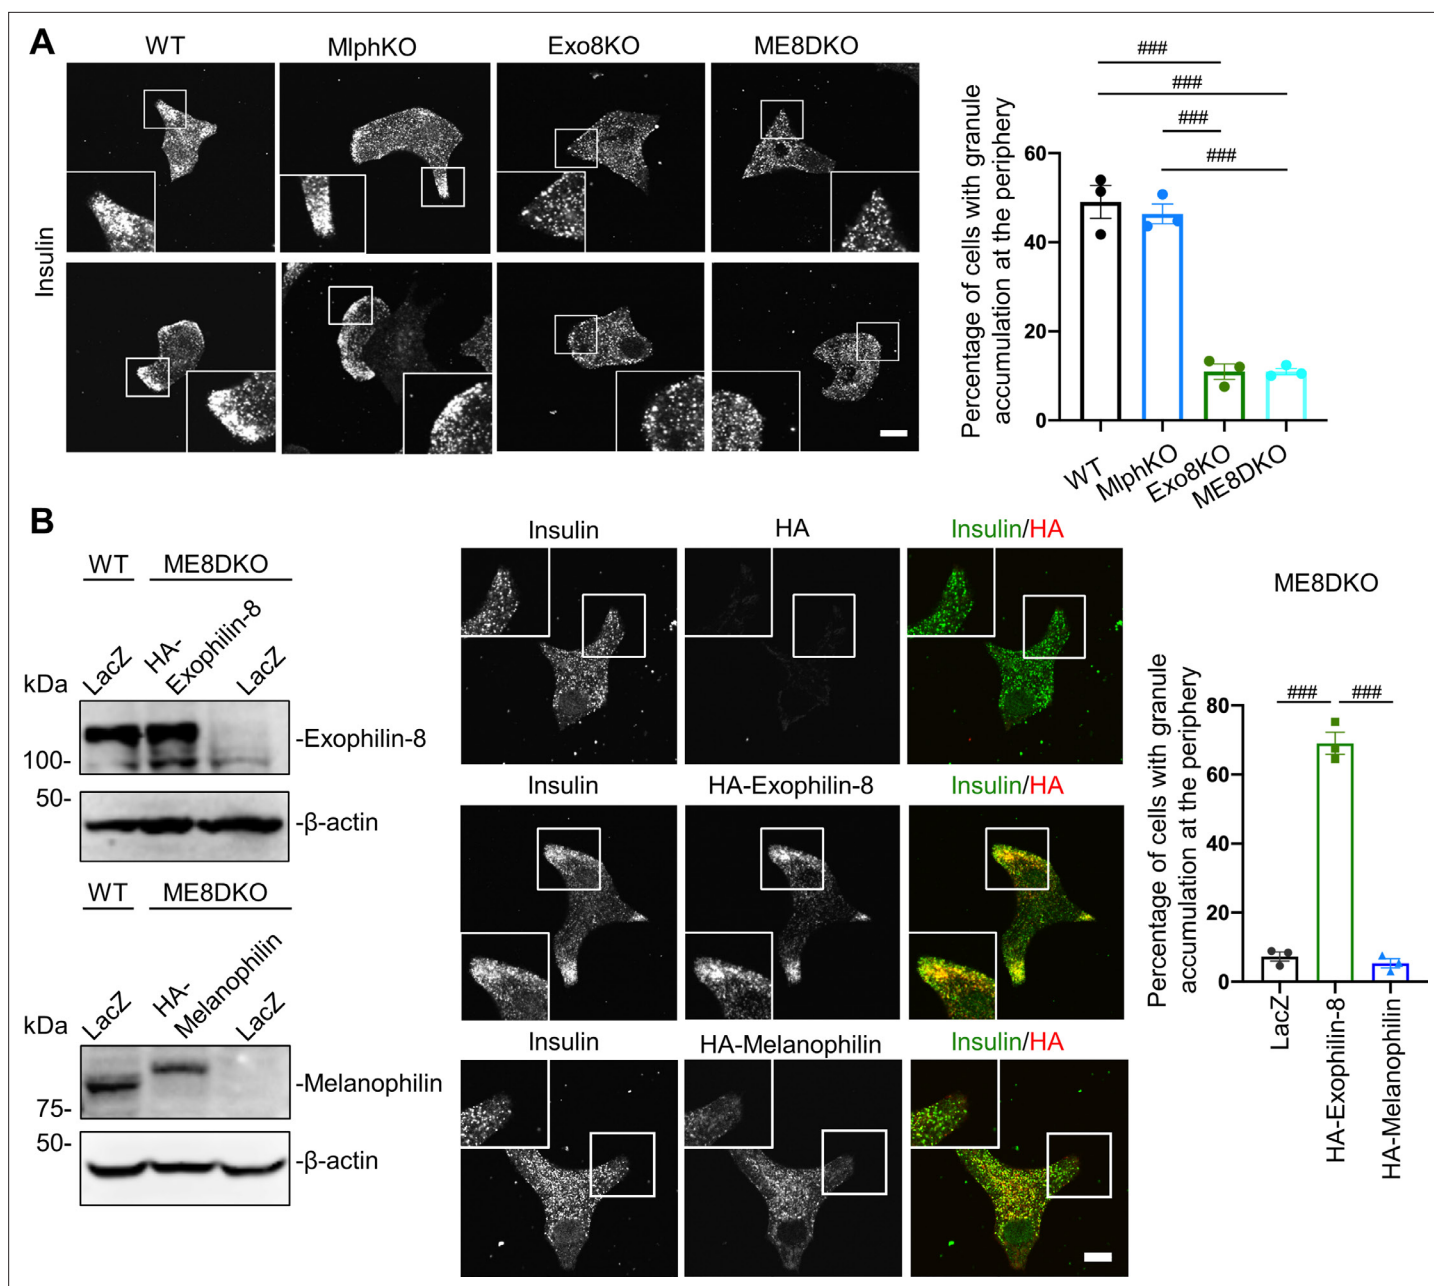 A
WT
MlphKO
Exo8KO
ME8DKO
Insulin
###
###
###
###
Percentage of cells with granule
accumulation at the periphery
60
40
20
0
WT
MlphKO
Exo8KO
ME8DKO
B
WT
ME8DKO
LacZ
HA-
Exophilin-8
LacZ
kDa
100-
-Exophilin-8
50-
-β-actin
WT
ME8DKO
LacZ
HA-
Melanophilin
LacZ
kDa
75-
-Melanophilin
50-
-β-actin
Insulin
HA
Insulin/HA
Insulin
HA-Exophilin-8
Insulin/HA
Insulin
HA-Melanophilin
Insulin/HA
ME8DKO
###
###
Percentage of cells with granule
accumulation at the periphery
80
60
40
20
0
LacZ
HA-Exophilin-8
HA-Melanophilin